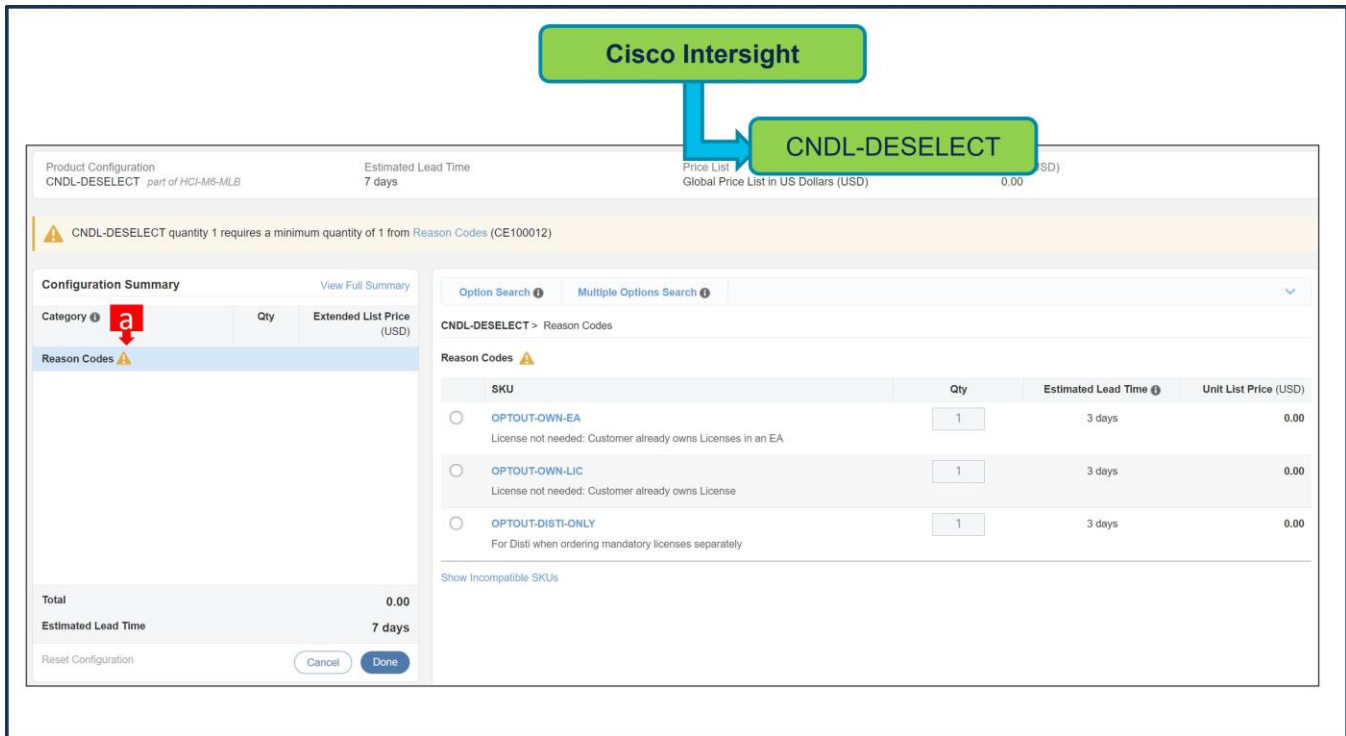 Cisco Intersight
CNDL-DESELECT
Product Configuration
CNDL-DESELECT part of HCI-M6-MLB
Estimated Lead Time
7 days
Price List
Global Price List in US Dollars (USD)
SD)
0.00
CNDL-DESELECT quantity 1 requires a minimum quantity of 1 from Reason Codes (CE100012)
Configuration Summary View Full Summary
Category Qty Extended List Price
(USD)
a
Reason Codes
Total 0.00
Estimated Lead Time 7 days
Reset Configuration Cancel Done
Option Search Multiple Options Search
CNDL-DESELECT > Reason Codes
Reason Codes
SKU Qty Estimated Lead Time Unit List Price (USD)
OPTOUT-OWN-EA 1 3 days 0.00
License not needed: Customer already owns Licenses in an EA
OPTOUT-OWN-LIC 1 3 days 0.00
License not needed: Customer already owns License
OPTOUT-DISTI-ONLY 1 3 days 0.00
For Disti when ordering mandatory licenses separately
Show Incompatible SKUs